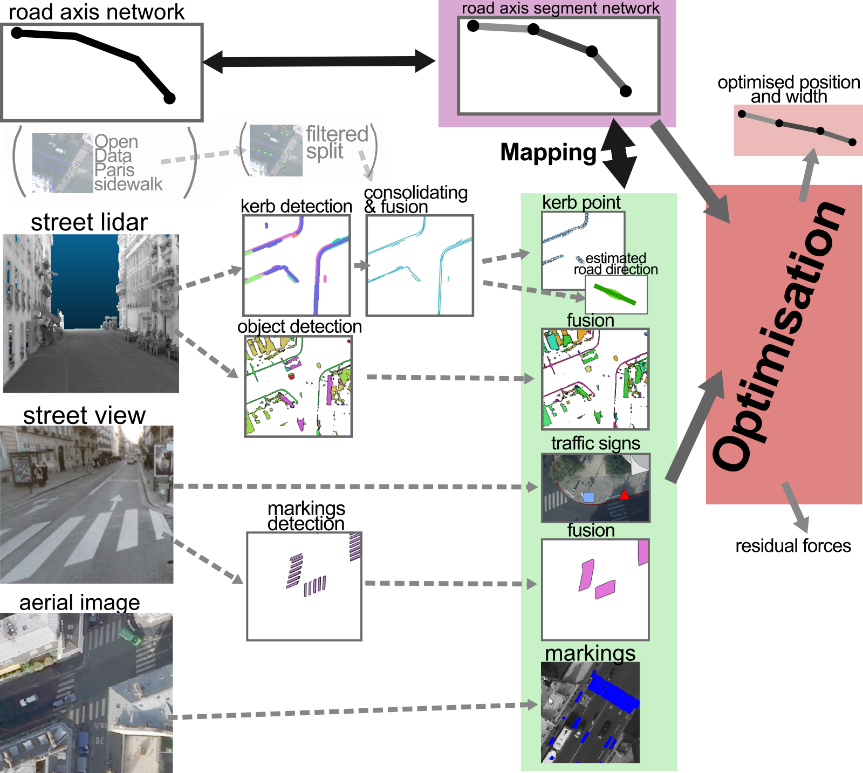 road axis network
road axis segment network
optimised position
and width
Open
Data
Paris
sidewalk
filtered
split
Mapping
kerb detection
consolidating
& fusion
kerb point
street lidar
estimated
road direction
object detection
fusion
Optimisation
street view
traffic signs
markings
detection
fusion
residual forces
aerial image
markings